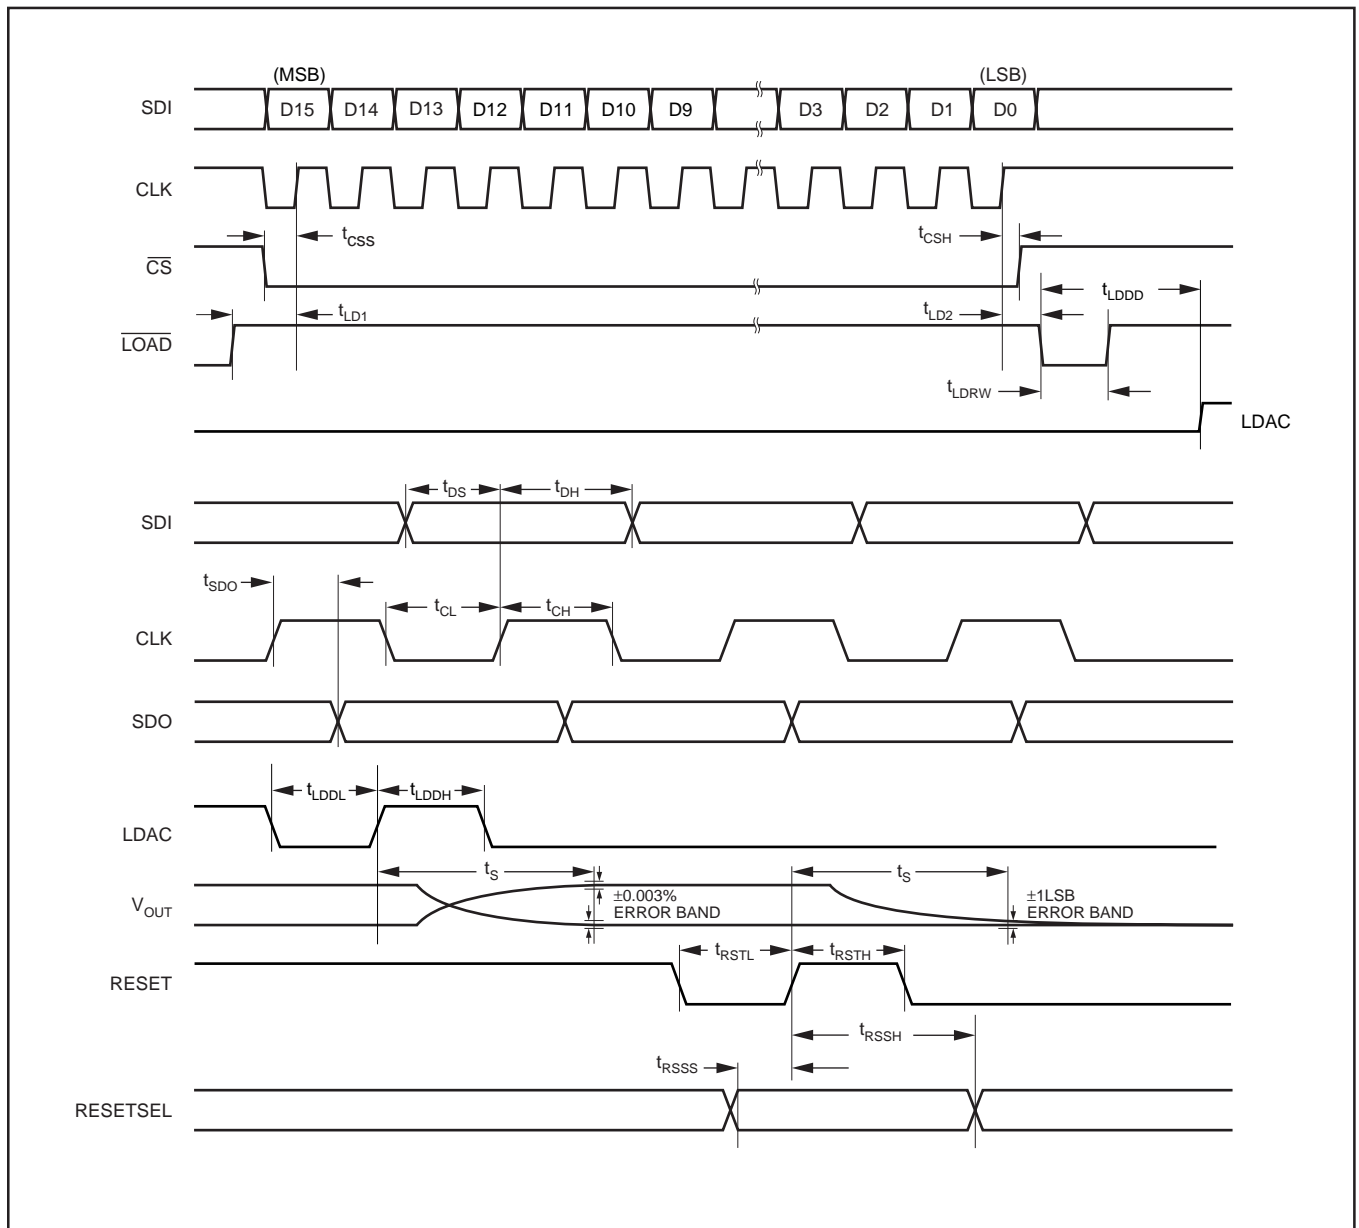 (MSB) (LSB)
SDI D15 D14 D13 D12 D11 D10 D9 D3 D2 D1 D0
CLK
tCSS tCSH
CS
tLDDD
tLD1 tLD2
LOAD
tLDRW
LDAC
tDS tDH
SDI
tSDO
tCL tCH
CLK
SDO
tLDDL tLDDH
LDAC
tS tS
±0.003% ±1LSB
VOUT ERROR BAND ERROR BAND
tRSTL tRSTH
RESET
tRSSH
tRSSS
RESETSEL